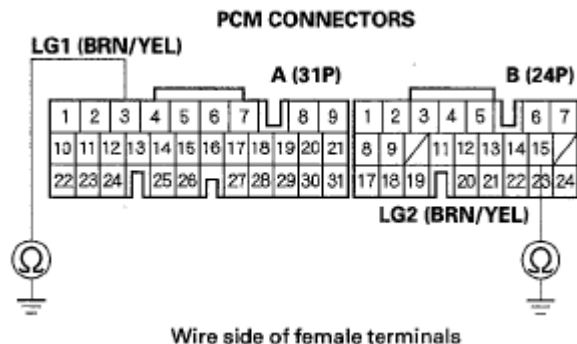 PCM CONNECTORS
LG1 (BRN/YEL)
A (31P) B (24P)
1 2 3 4 5 6 7 8 9 1 2 3 4 5 6 7
10 11 12 13 14 15 16 17 18 19 20 21 8 9 11 12 13 14 15
22 23 24 25 26 27 28 29 30 31 17 18 19 20 21 22 23 24
LG2 (BRN/YEL)
Ω Ω
Wire side of female terminals